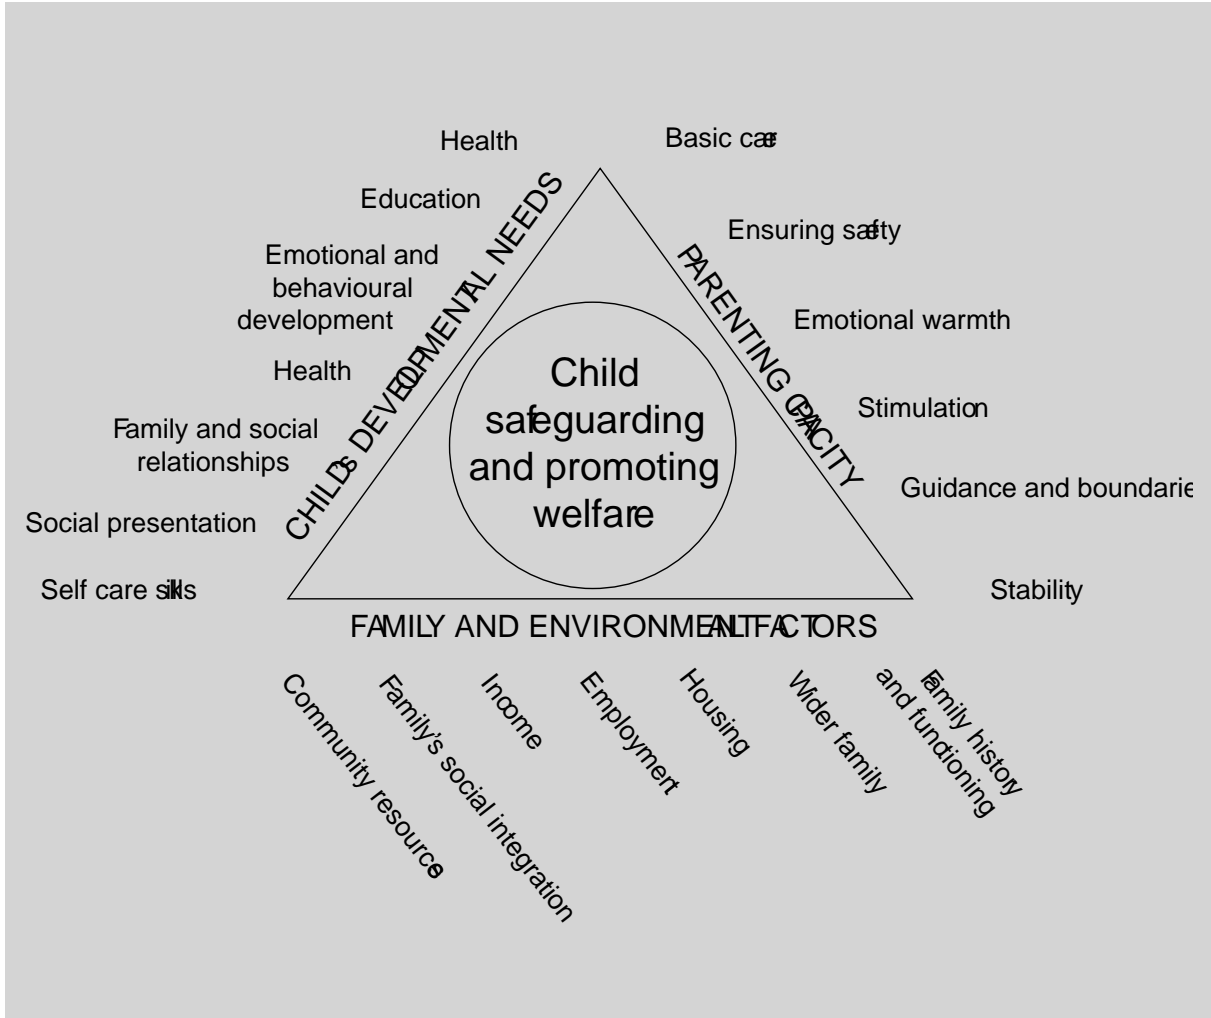 Health
Education
Emotional and
behavioural
development
Health
Family and social
relationships
Social presentation
Self care skills
CHILD's DEVELOPMENTAL NEEDS
Basic care
Ensuring safety
Emotional warmth
Stimulation
Guidance and boundarie
Stability
PARENTING CAPACITY
Child
safeguarding
and promoting
welfare
FAMILY AND ENVIRONMENTAL FACTORS
Community resources
Family's social integration
Income
Employment
Housing
Wider family
Family history
and functioning